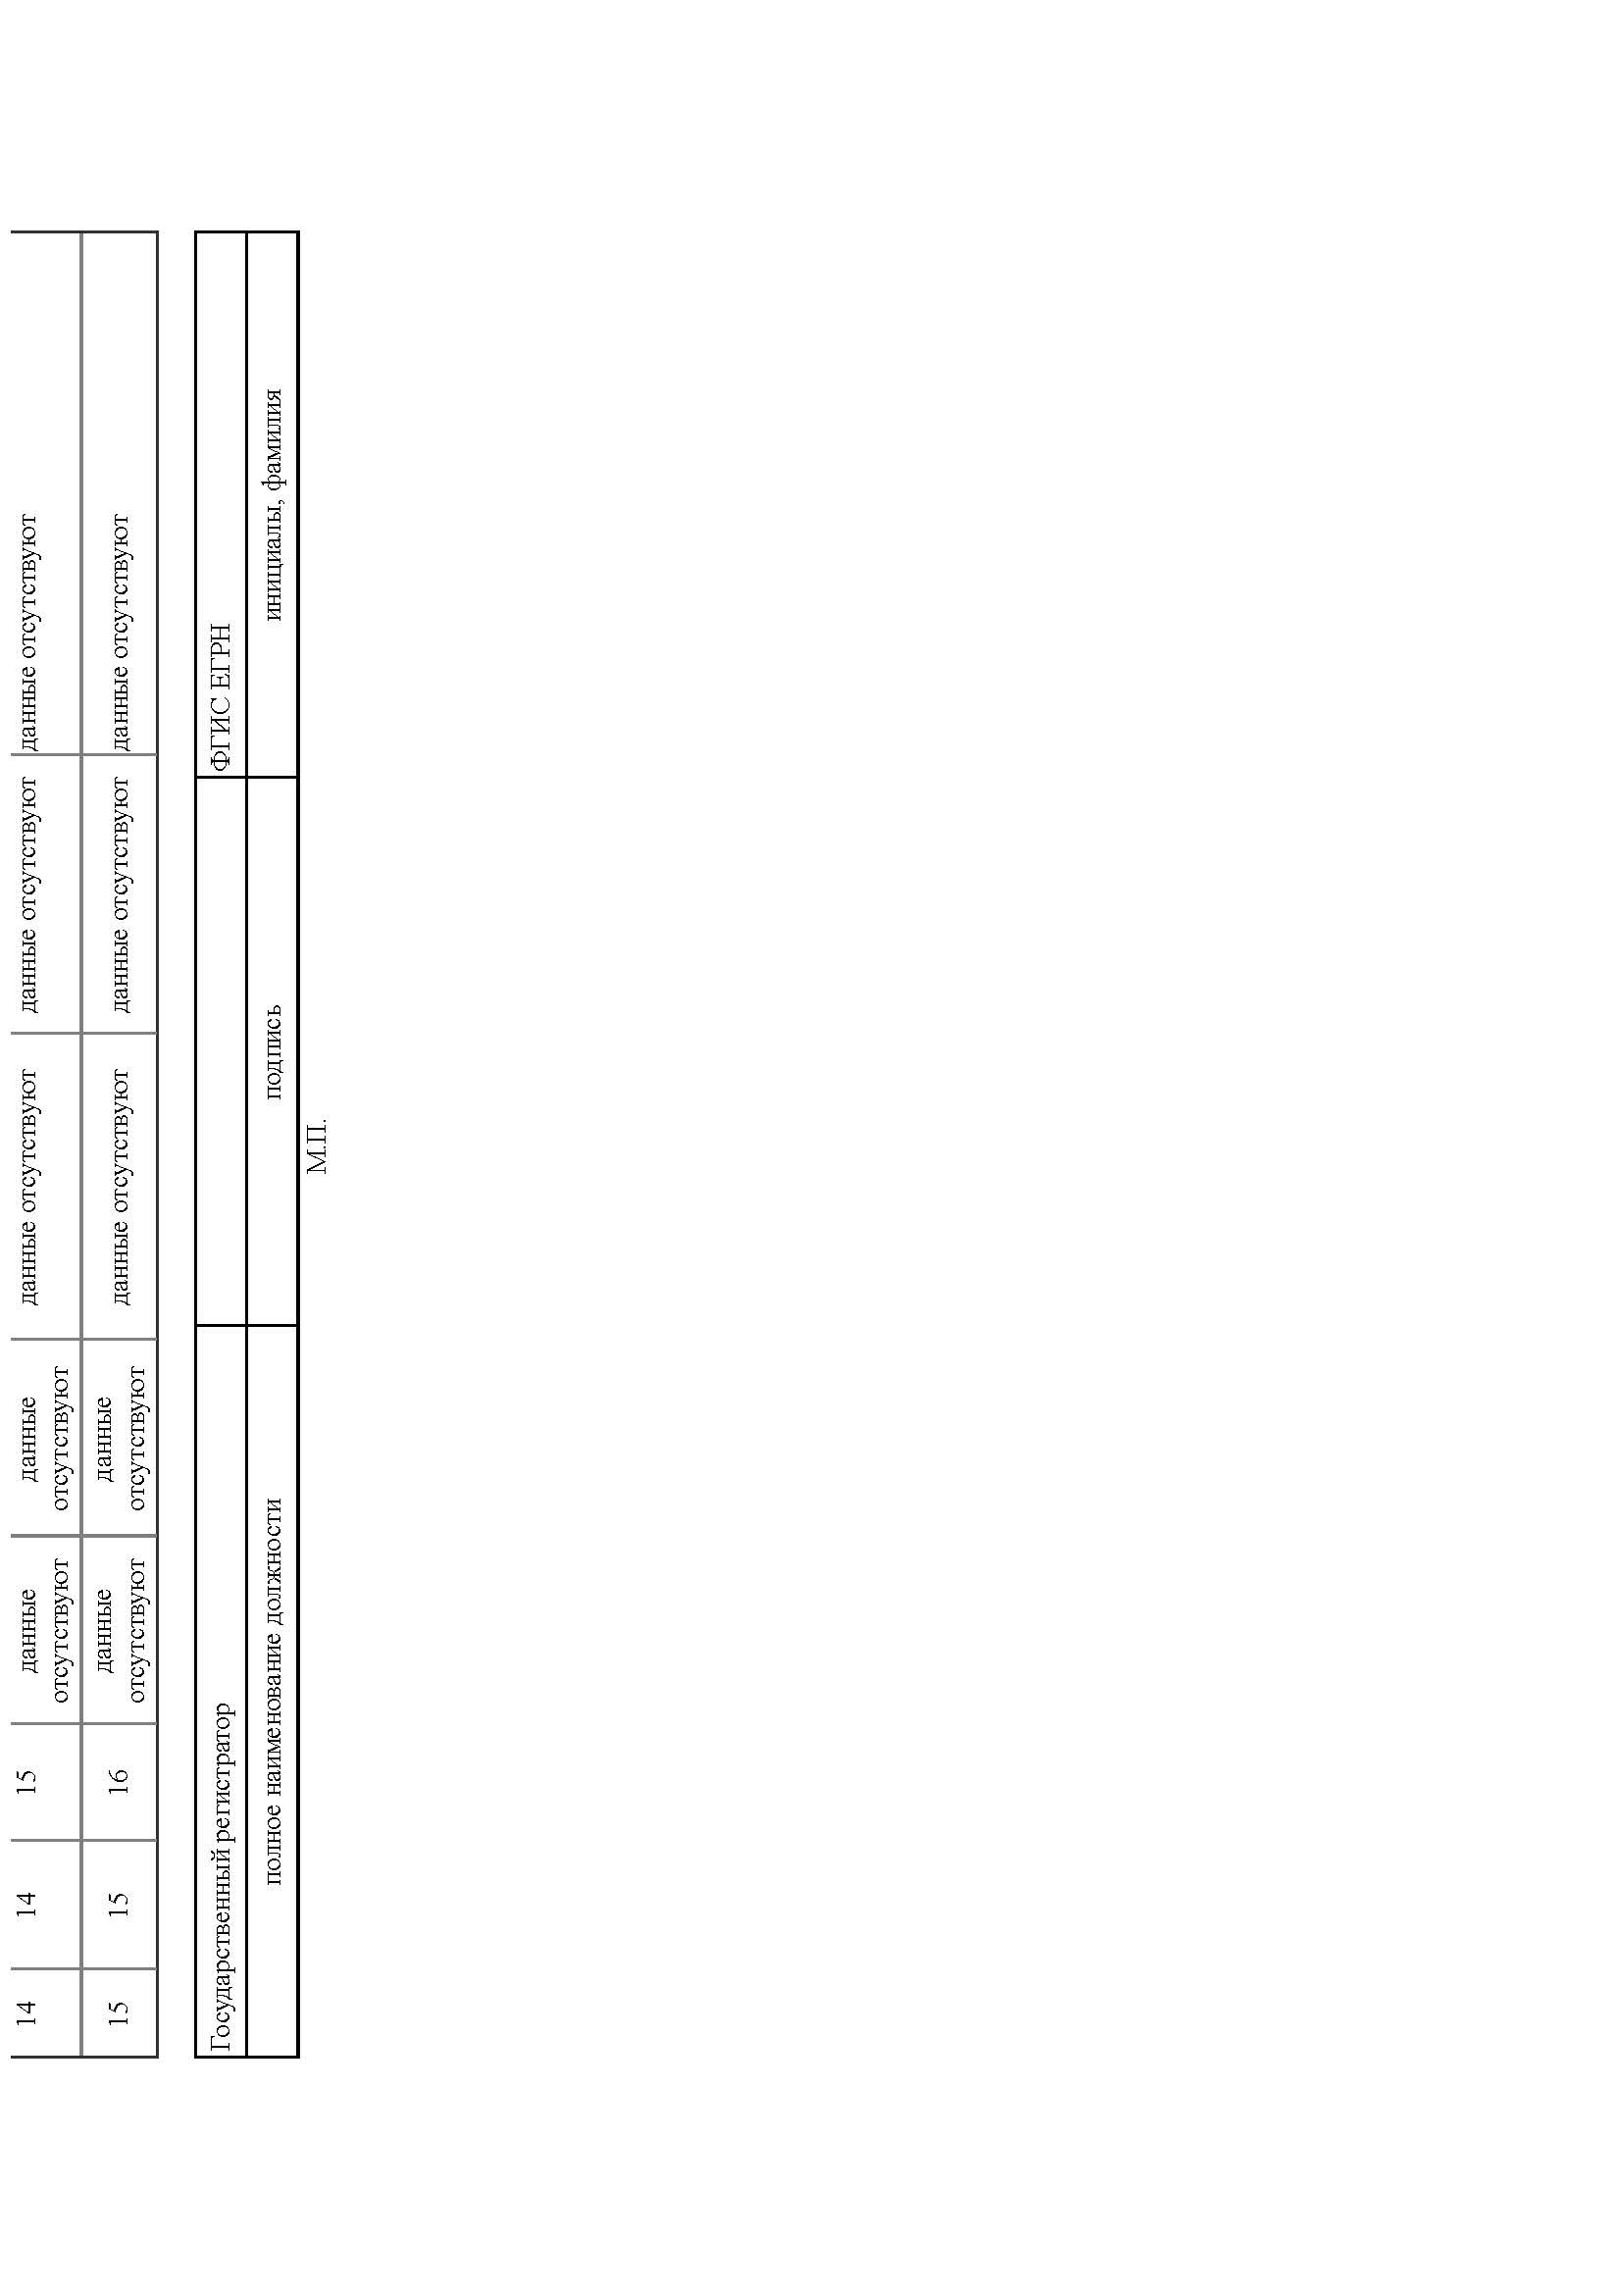 14 14 15 данные отсутствуют данные отсутствуют данные отсутствуют данные отсутствуют данные отсутствуют
15 15 16 данные отсутствуют данные отсутствуют данные отсутствуют данные отсутствуют данные отсутствуют
Государственный регистратор ФГИС ЕГРН
полное наименование должности подпись инициалы, фамилия
М.П.